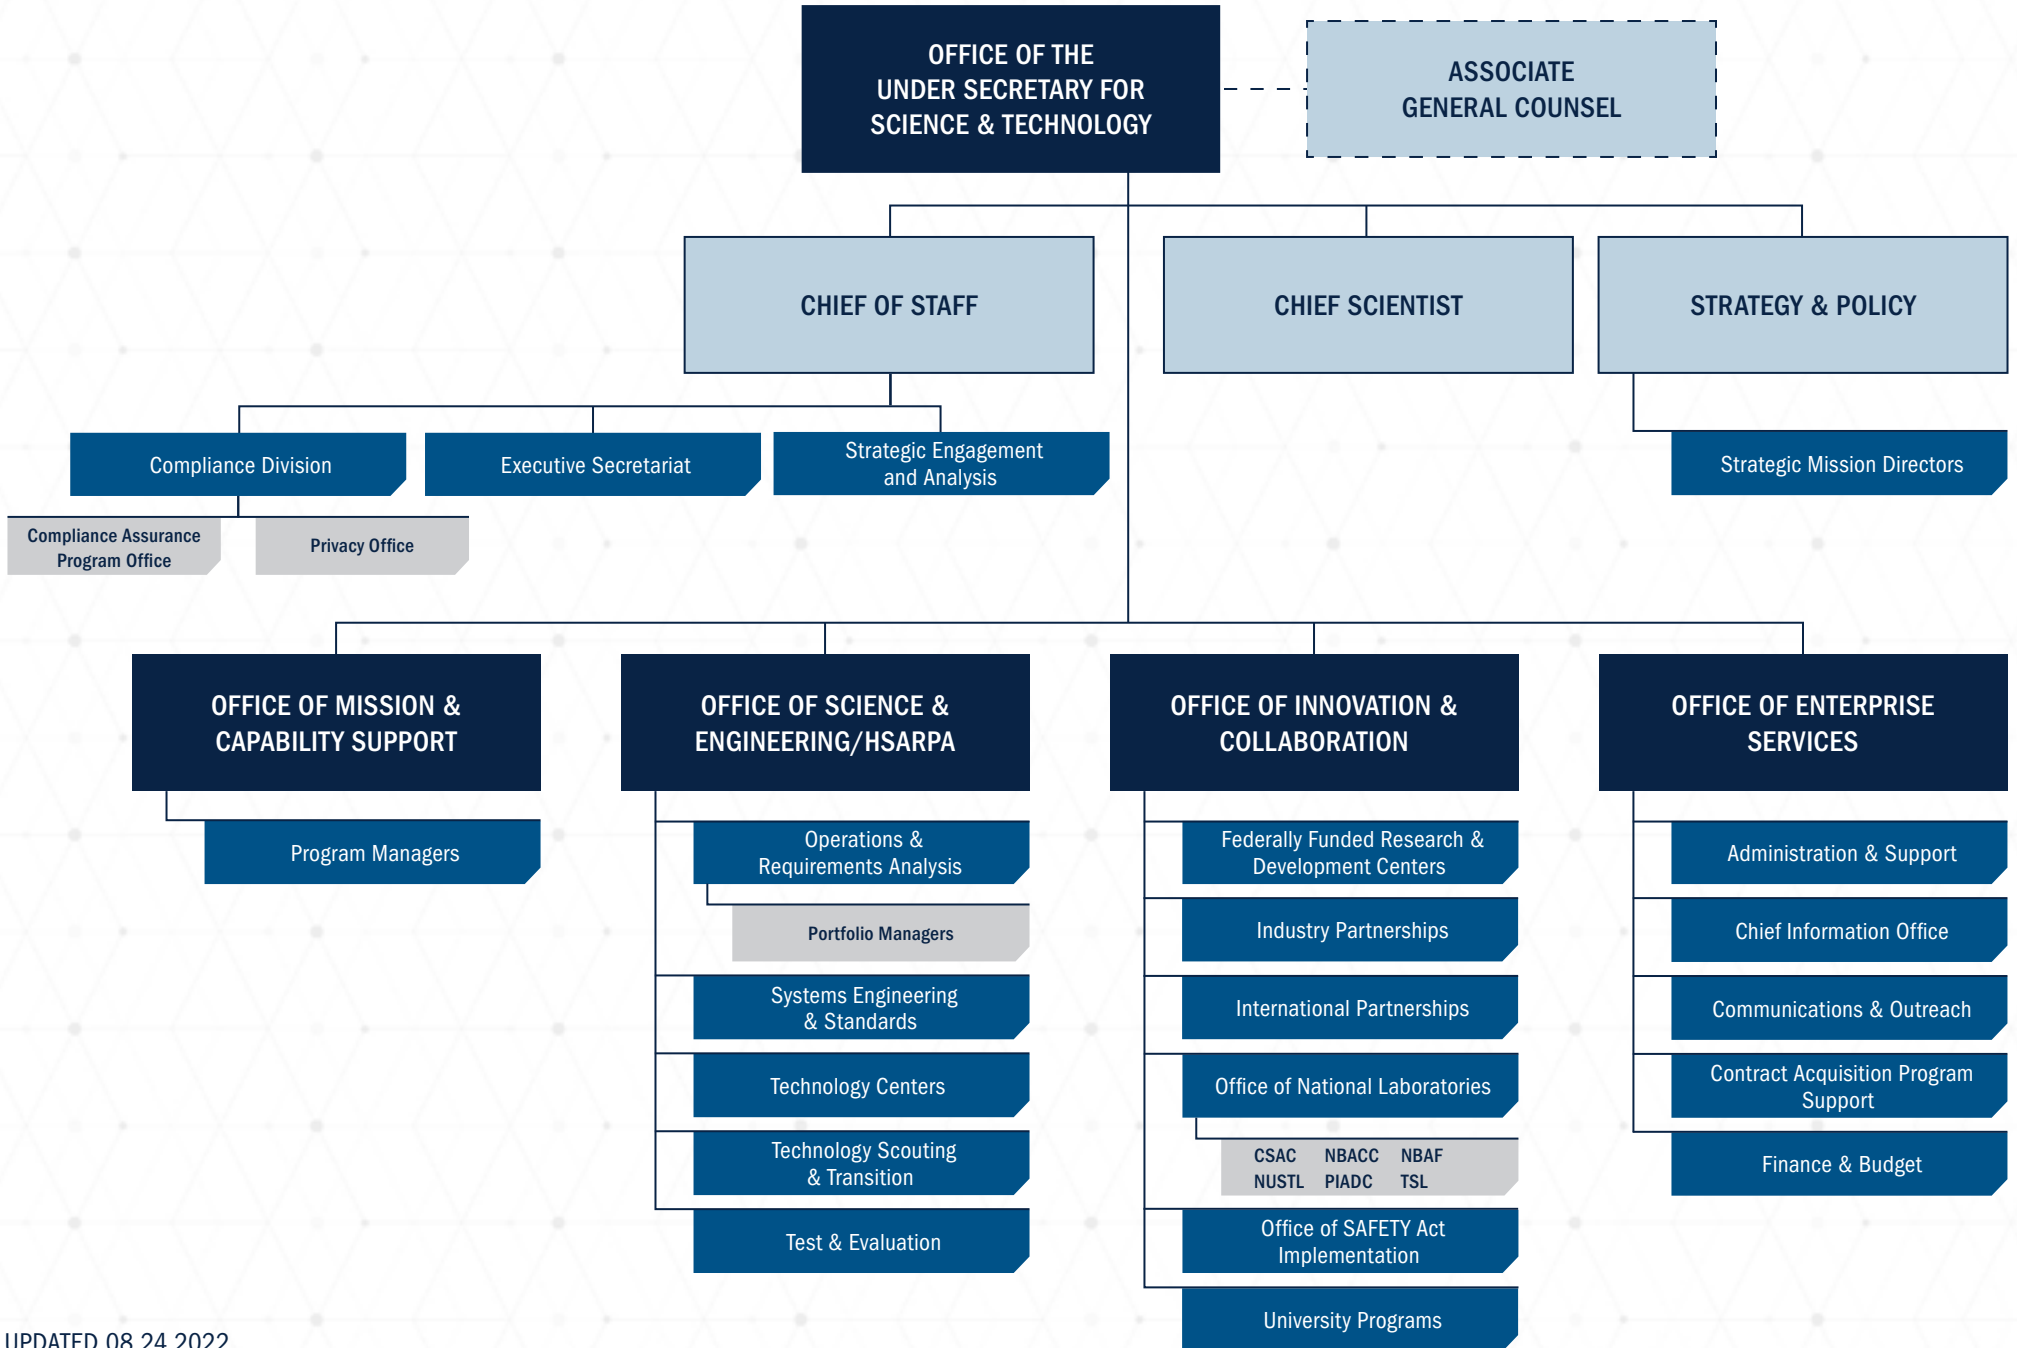 OFFICE OF THE
UNDER SECRETARY FOR
SCIENCE & TECHNOLOGY
ASSOCIATE
GENERAL COUNSEL
CHIEF OF STAFF
CHIEF SCIENTIST
STRATEGY & POLICY
Compliance Division
Executive Secretariat
Strategic Engagement
and Analysis
Strategic Mission Directors
Compliance Assurance
Program Office
Privacy Office
OFFICE OF MISSION &
CAPABILITY SUPPORT
Program Managers
OFFICE OF SCIENCE &
ENGINEERING/HSARPA
Operations &
Requirements Analysis
Portfolio Managers
Systems Engineering
& Standards
Technology Centers
Technology Scouting
& Transition
Test & Evaluation
OFFICE OF INNOVATION &
COLLABORATION
Federally Funded Research &
Development Centers
Industry Partnerships
International Partnerships
Office of National Laboratories
CSAC NBACC NBAF
NUSTL PIADC TSL
Office of SAFETY Act
Implementation
University Programs
OFFICE OF ENTERPRISE
SERVICES
Administration & Support
Chief Information Office
Communications & Outreach
Contract Acquisition Program
Support
Finance & Budget
UPDATED 08.24.2022